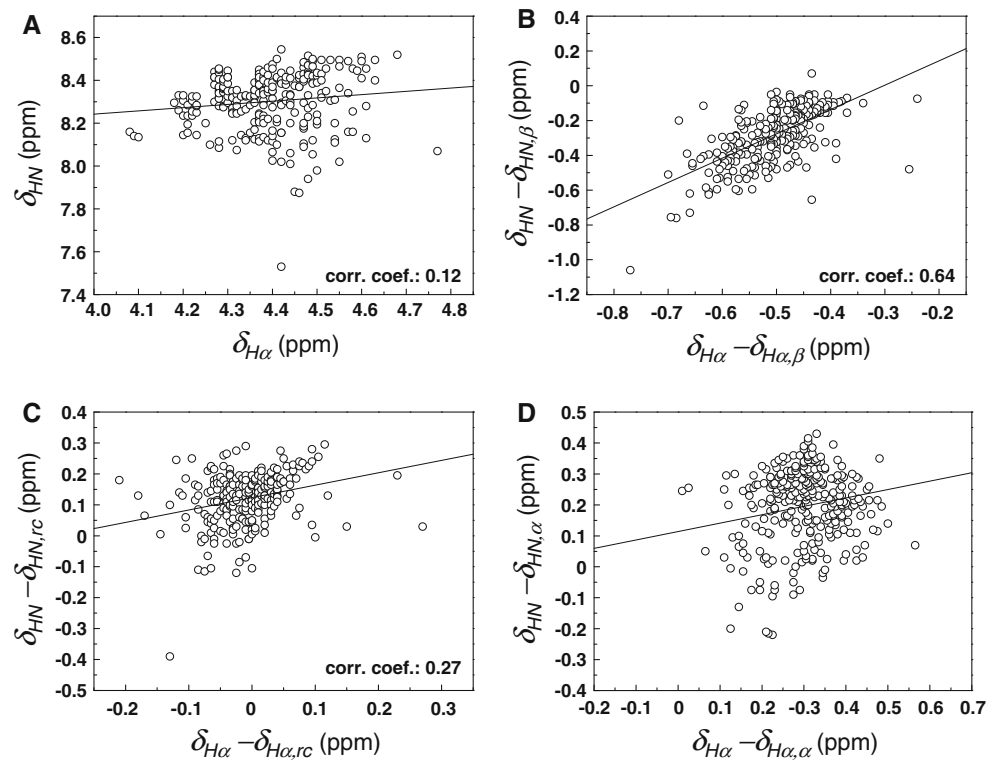 A
8.6
8.4
8.2
8.0
7.8
7.6
7.4
δHN (ppm)
corr. coef.: 0.12
4.0 4.1 4.2 4.3 4.4 4.5 4.6 4.7 4.8
δHα (ppm)
B
0.4
0.2
0
-0.2
-0.4
-0.6
-0.8
-1.0
-1.2
δHN – δHN,β (ppm)
corr. coef.: 0.64
-0.8 -0.7 -0.6 -0.5 -0.4 -0.3 -0.2
δHα – δHα,β (ppm)
C
0.4
0.3
0.2
0.1
0
-0.1
-0.2
-0.3
-0.4
-0.5
δHN – δHN,rc (ppm)
corr. coef.: 0.27
-0.2 -0.1 0 0.1 0.2 0.3
δHα – δHα,rc (ppm)
D
0.5
0.4
0.3
0.2
0.1
0
-0.1
-0.2
0.3
0.4
δHN – δHN,α (ppm)
-0.2 -0.1 0 0.1 0.2 0.3 0.4 0.5 0.6 0.7
δHα – δHα,α (ppm)